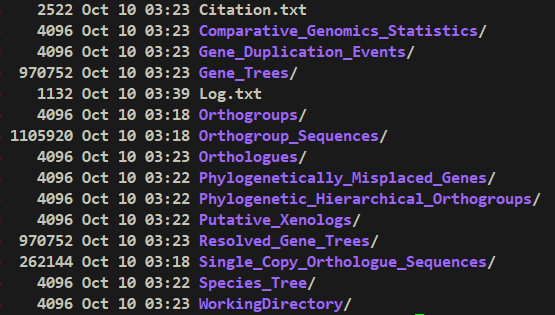 2522 Oct 10 03:23 Citation.txt
4096 Oct 10 03:23 Comparative_Genomics_Statistics/
4096 Oct 10 03:23 Gene_Duplication_Events/
970752 Oct 10 03:23 Gene_Trees/
1132 Oct 10 03:39 Log.txt
4096 Oct 10 03:18 Orthogroups/
1105920 Oct 10 03:18 Orthogroup_Sequences/
4096 Oct 10 03:23 Orthologues/
4096 Oct 10 03:22 Phylogenetically_Misplaced_Genes/
4096 Oct 10 03:22 Phylogenetic_Hierarchical_Orthogroups/
4096 Oct 10 03:22 Putative_Xenologs/
970752 Oct 10 03:23 Resolved_Gene_Trees/
262144 Oct 10 03:18 Single_Copy_Orthologue_Sequences/
4096 Oct 10 03:22 Species_Tree/
4096 Oct 10 03:23 WorkingDirectory/